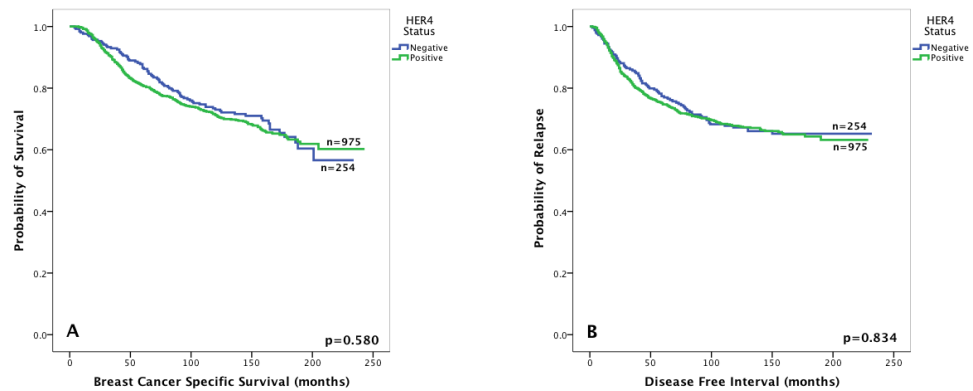 HER4
Status
Negative
Positive
Probability of Survival
1.0
0.8
0.6
0.4
0.2
0.0
n=975
n=254
A
p=0.580
0 50 100 150 200 250
Breast Cancer Specific Survival (months)
HER4
Status
Negative
Positive
Probability of Relapse
1.0
0.8
0.6
0.4
0.2
0.0
n=254
n=975
B
p=0.834
0 50 100 150 200 250
Disease Free Interval (months)